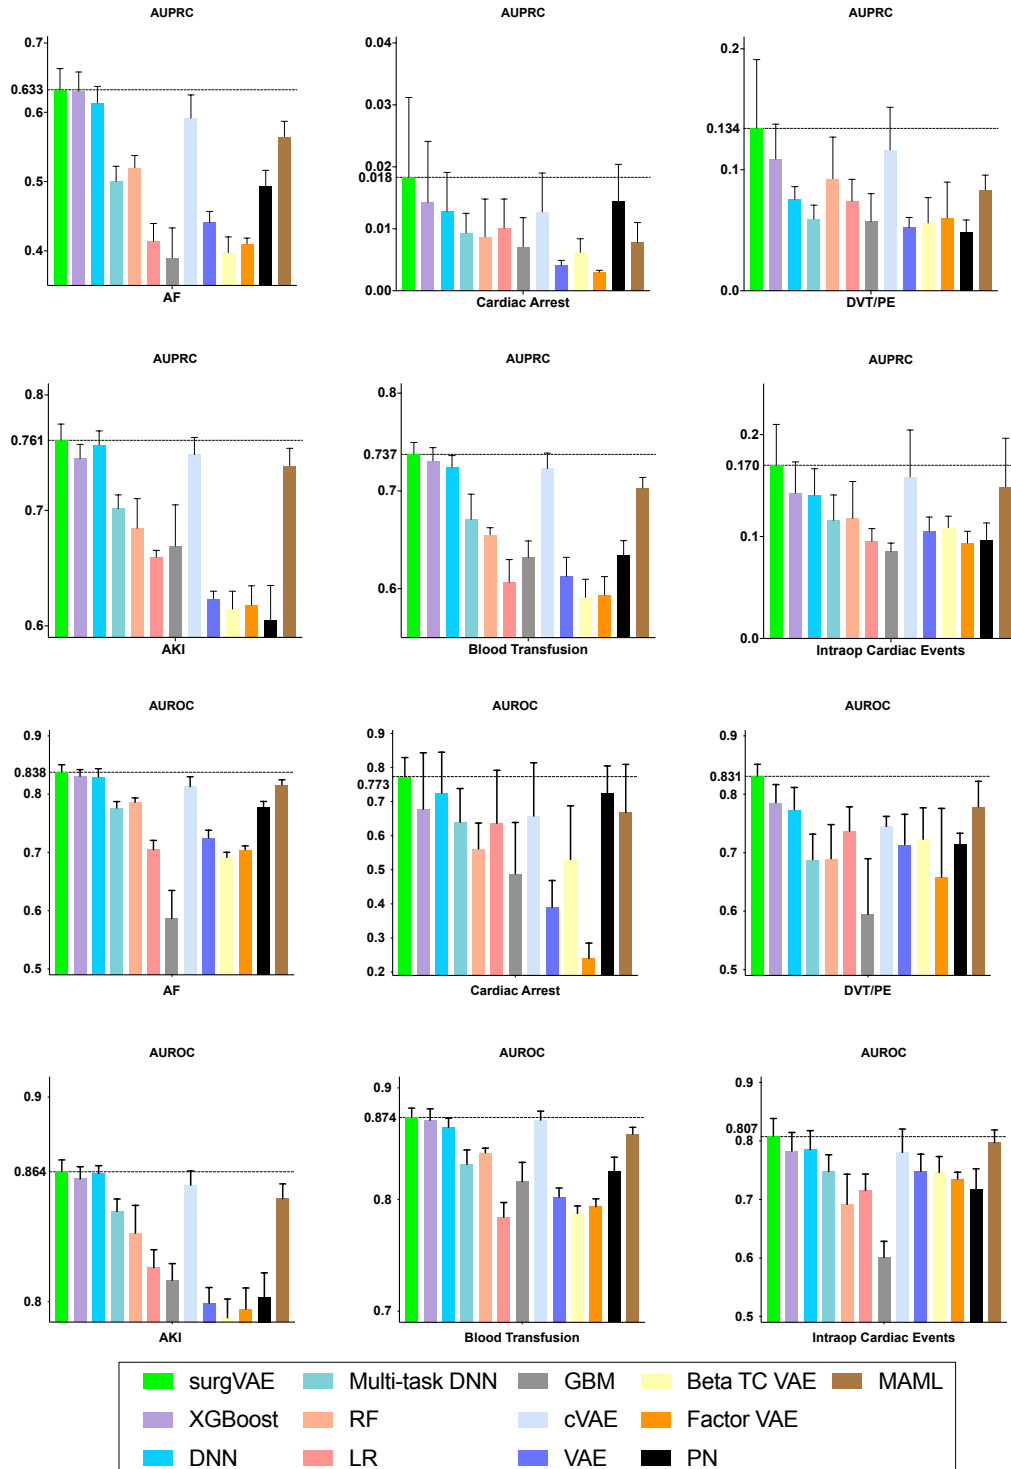 AUPRC AUPRC AUPRC
0.7 0.04 0.2
0.633
0.6 0.03
0.134
0.02 0.1
0.5 0.018
0.01
0.4
0.00 0.0
AF Cardiac Arrest DVT/PE
AUPRC AUPRC AUPRC
0.8 0.8
0.2
0.761 0.737 0.170
0.7 0.7
0.1
0.6 0.6
0.0
AKI Blood Transfusion Intraop Cardiac Events
AUROC AUROC AUROC
0.9 0.9 0.9
0.838 0.8 0.831
0.8 0.773 0.8
0.7
0.7 0.6 0.7
0.5
0.6 0.4 0.6
0.3
0.5 0.2 0.5
AF Cardiac Arrest DVT/PE
AUROC AUROC AUROC
0.9 0.9 0.9
0.874 0.807
0.864 0.8
0.8 0.7
0.6
0.8 0.7 0.5
AKI Blood Transfusion Intraop Cardiac Events
surgVAE Multi-task DNN GBM Beta TC VAE MAML
XGBoost RF cVAE Factor VAE
DNN LR VAE PN